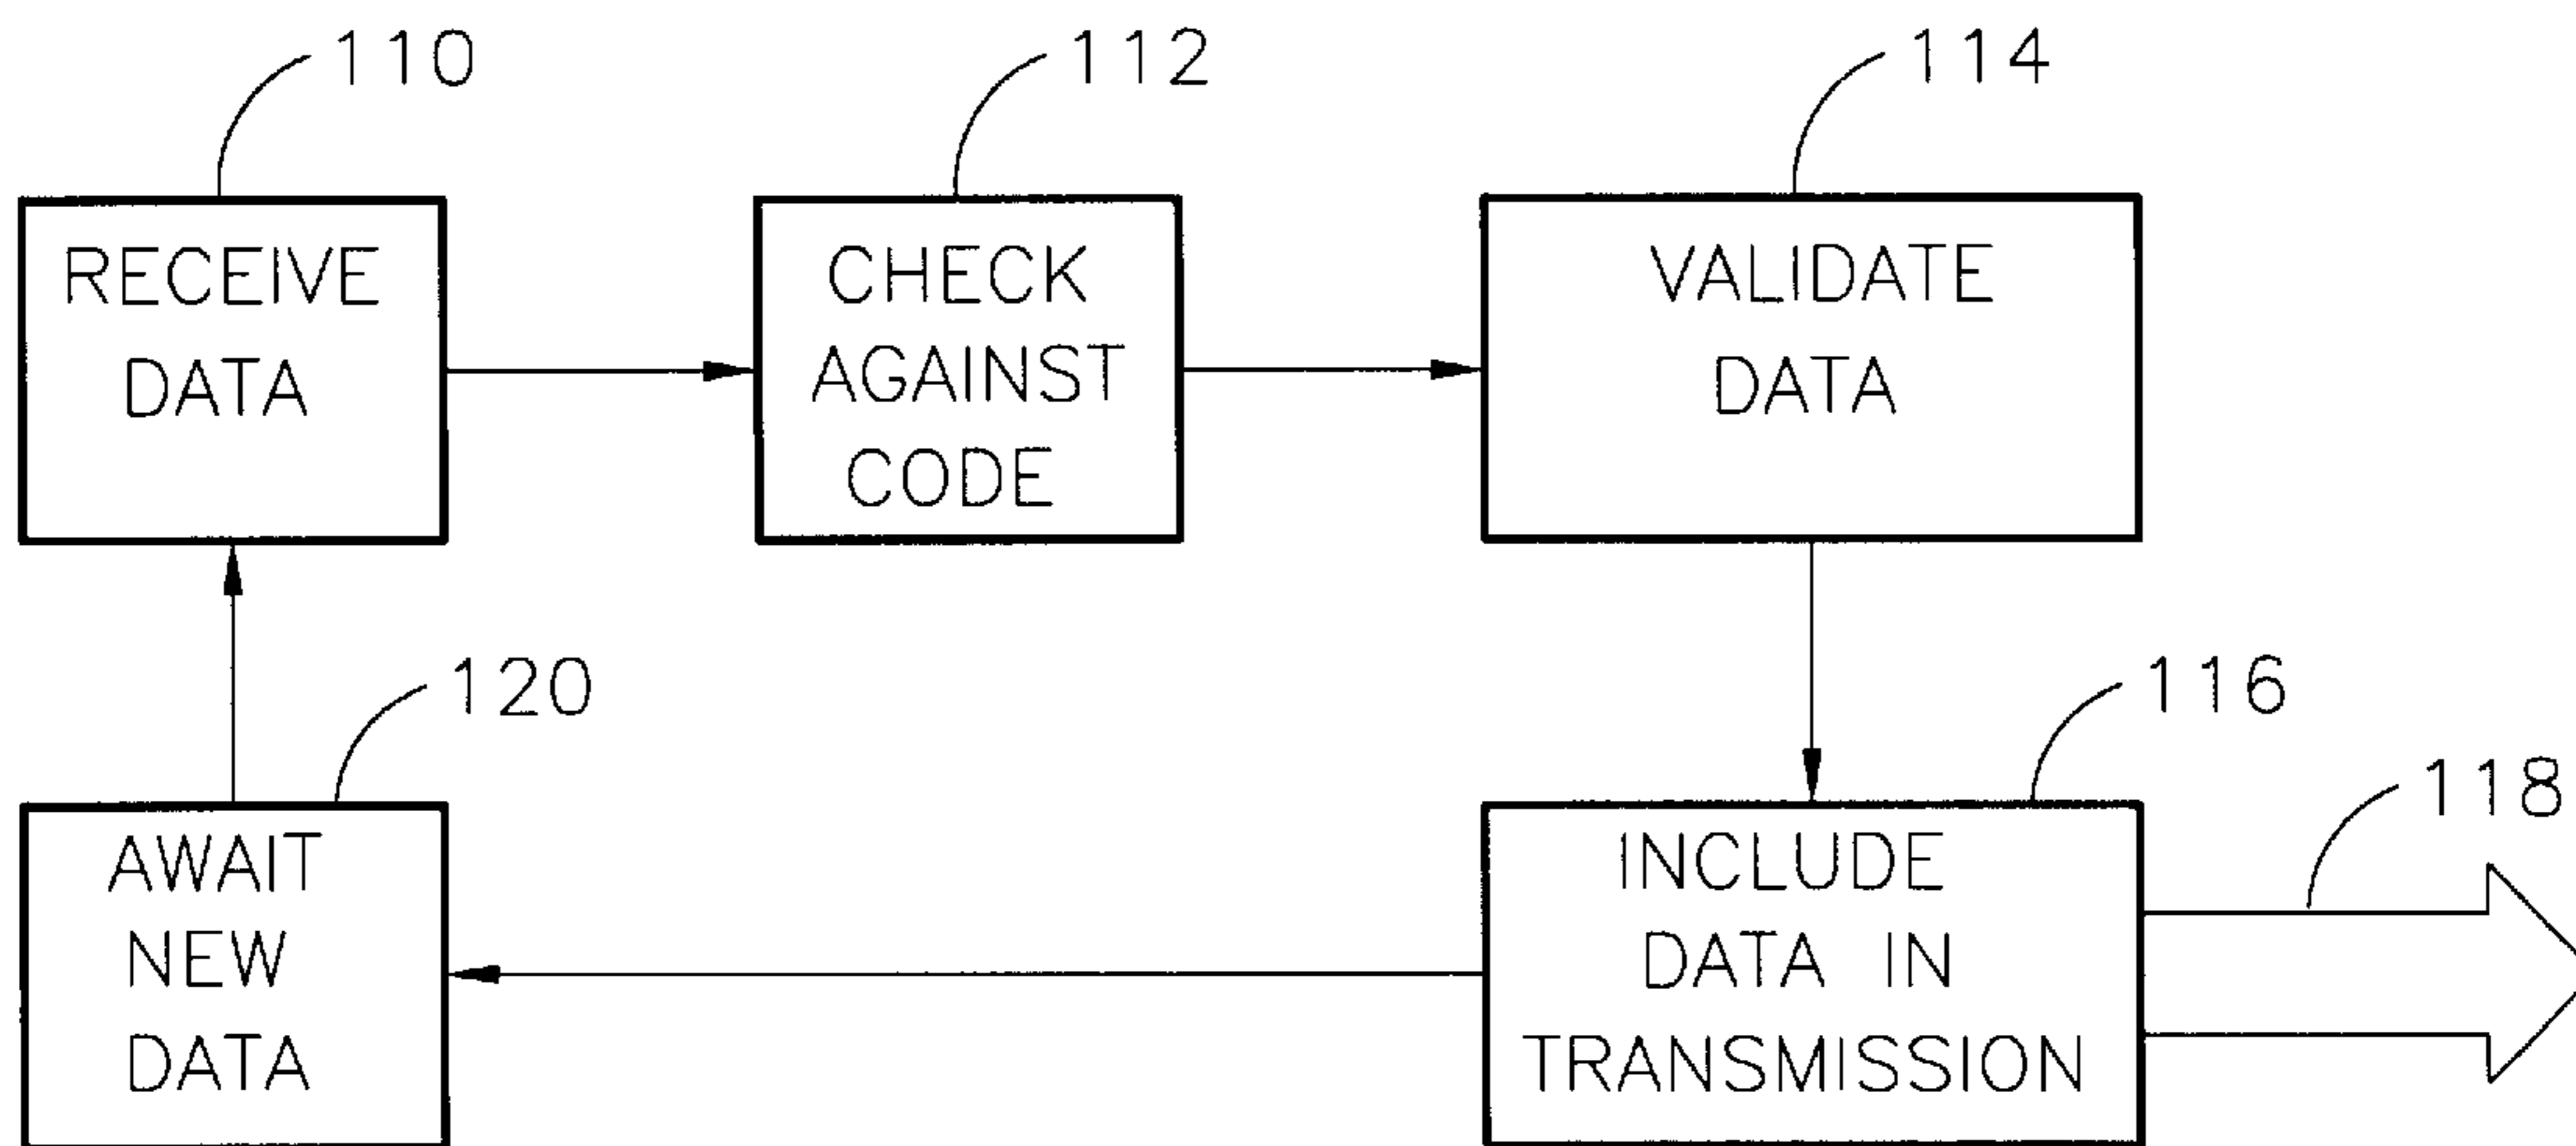 110
112
114
RECEIVE
DATA
CHECK
AGAINST
CODE
VALIDATE
DATA
120
116
118
AWAIT
NEW
DATA
INCLUDE
DATA IN
TRANSMISSION